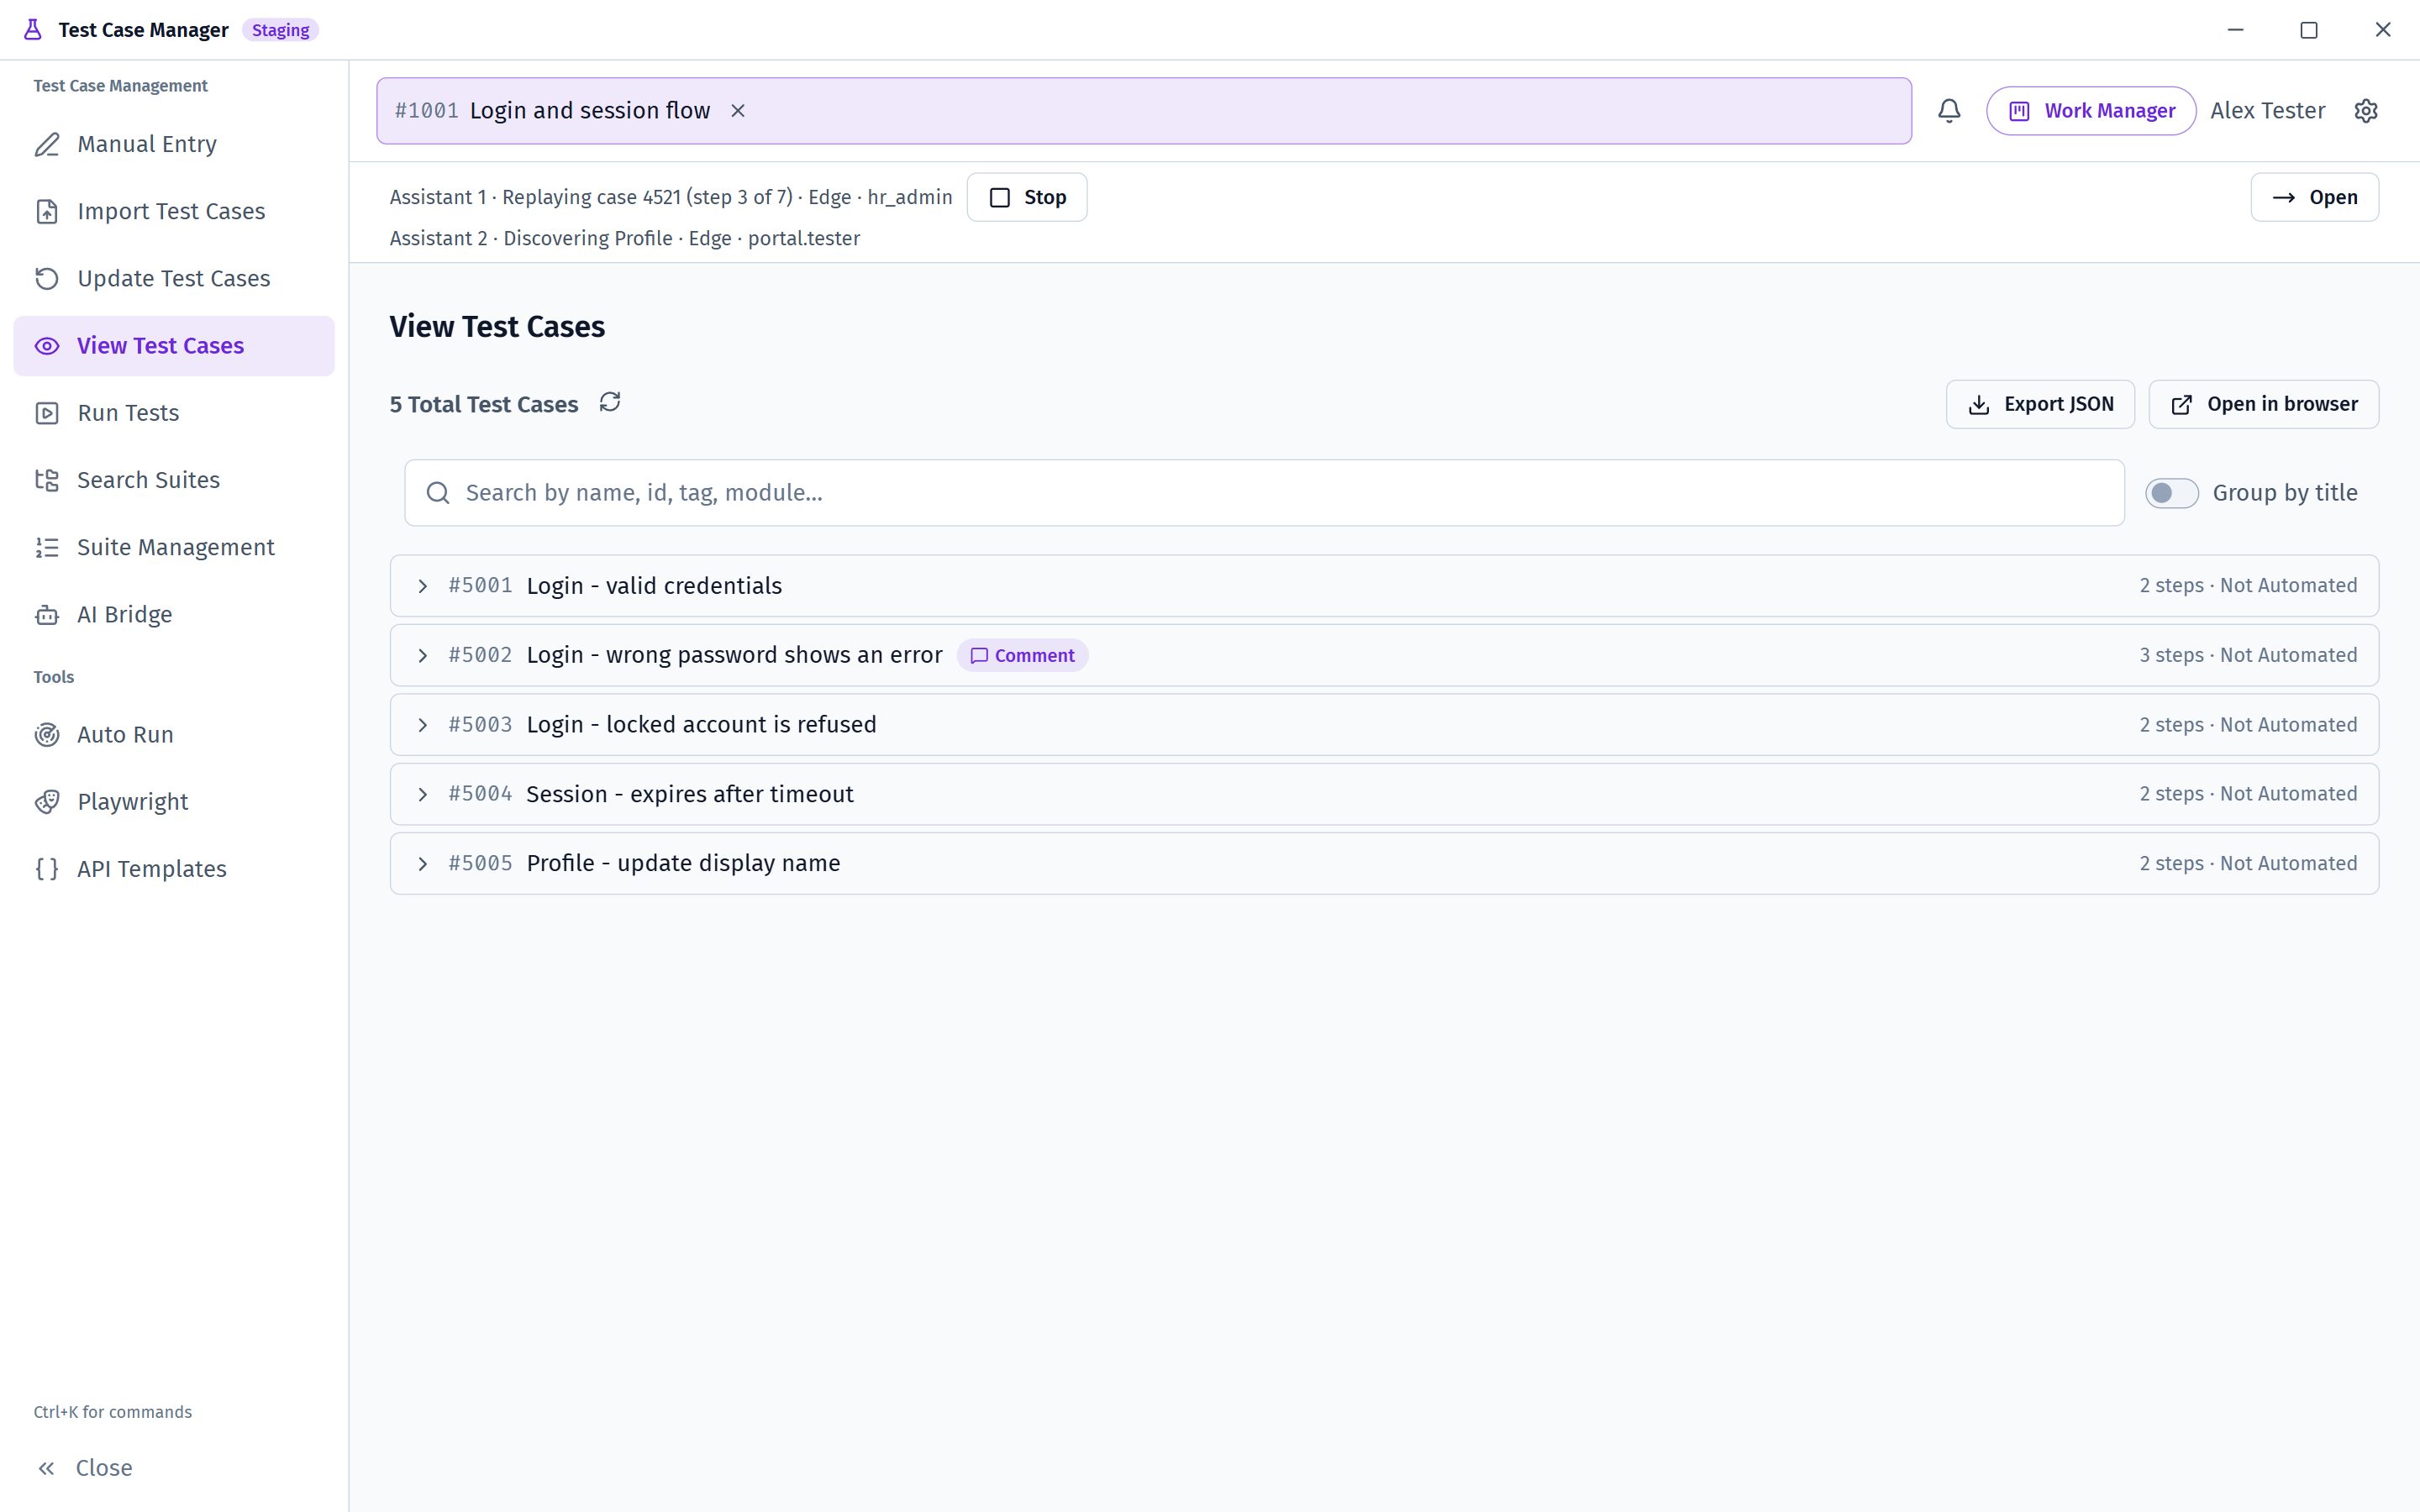 Test Case Manager Staging
Test Case Management
Manual Entry
Import Test Cases
Update Test Cases
View Test Cases
Run Tests
Search Suites
Suite Management
AI Bridge
Tools
Auto Run
Playwright
API Templates
Ctrl+K for commands
Close
#1001 Login and session flow
Work Manager
Alex Tester
Assistant 1 · Replaying case 4521 (step 3 of 7) · Edge · hr_admin Stop Open
Assistant 2 · Discovering Profile · Edge · portal.tester
View Test Cases
5 Total Test Cases Export JSON Open in browser
Search by name, id, tag, module... Group by title
#5001 Login - valid credentials 2 steps · Not Automated
#5002 Login - wrong password shows an error Comment 3 steps · Not Automated
#5003 Login - locked account is refused 2 steps · Not Automated
#5004 Session - expires after timeout 2 steps · Not Automated
#5005 Profile - update display name 2 steps · Not Automated